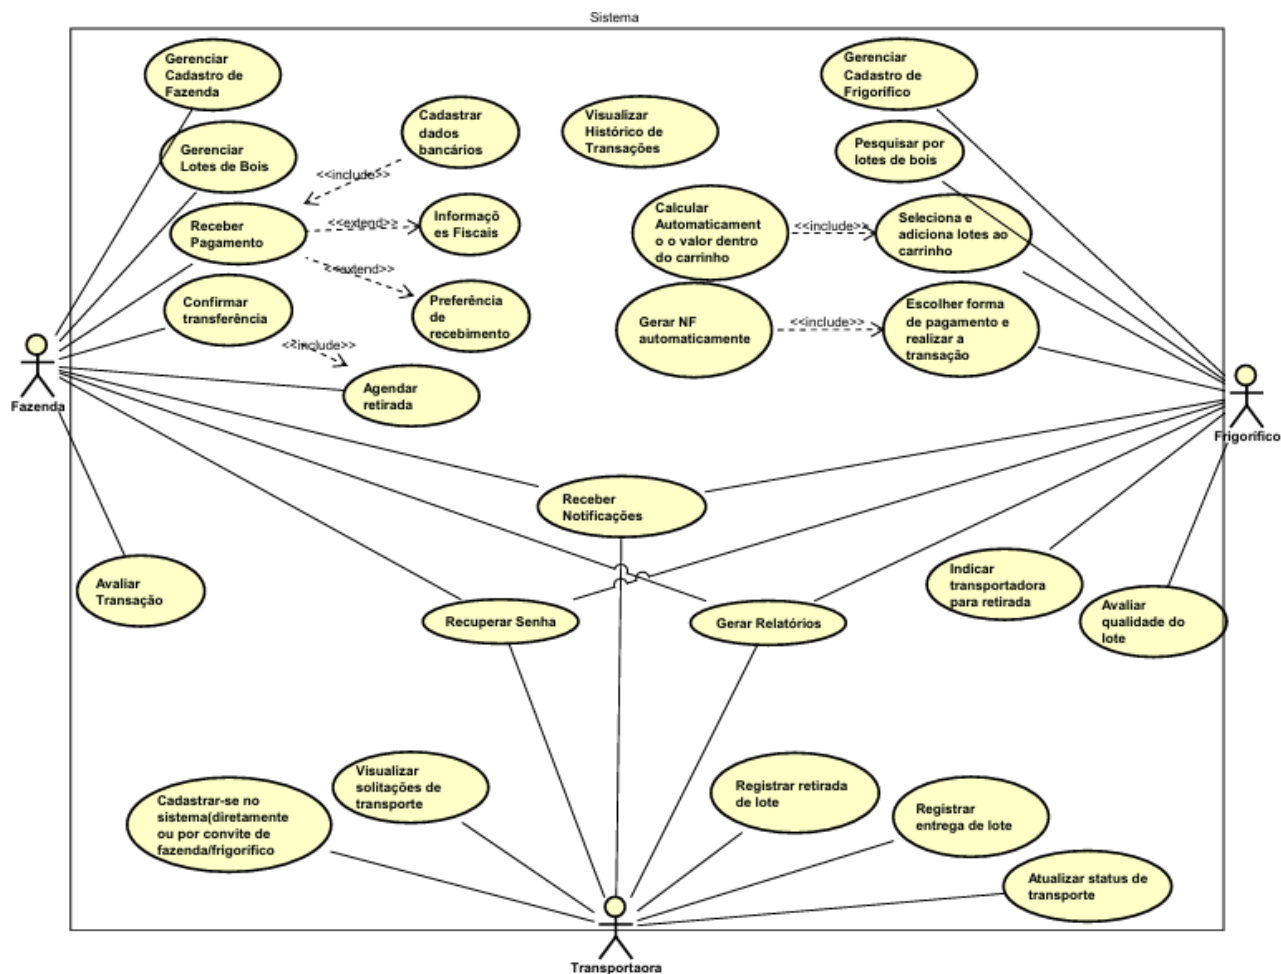 Sistema
Gerenciar
Cadastro de
Fazenda
Gerenciar
Cadastro de
Frigorífico
Cadastrar
dados
bancários
Visualizar
Histórico de
Transações
Gerenciar
Lotes de Bois
Pesquisar por
lotes de bois
<<include>>
Receber
Pagamento
<<extend>>
Informaçõ
es Fiscais
Calcular
Automaticament
o o valor dentro
do carrinho
<<include>>
Seleciona e
adiciona lotes ao
carrinho
<<extend>>
Confirmar
transferência
Preferência
de
recebimento
Gerar NF
automaticamente
<<include>>
Escolher forma
de pagamento e
realizar a
transação
<<include>>
Agendar
retirada
Fazenda
Frigorífico
Receber
Notificações
Avaliar
Transação
Recuperar Senha
Gerar Relatórios
Indicar
transportadora
para retirada
Avaliar
qualidade do
lote
Cadastrar-se no
sistema(diretamente
ou por convite de
fazenda/frigorífico
Visualizar
solitações de
transporte
Registrar retirada
de lote
Registrar
entrega de lote
Atualizar status de
transporte
Transportaora